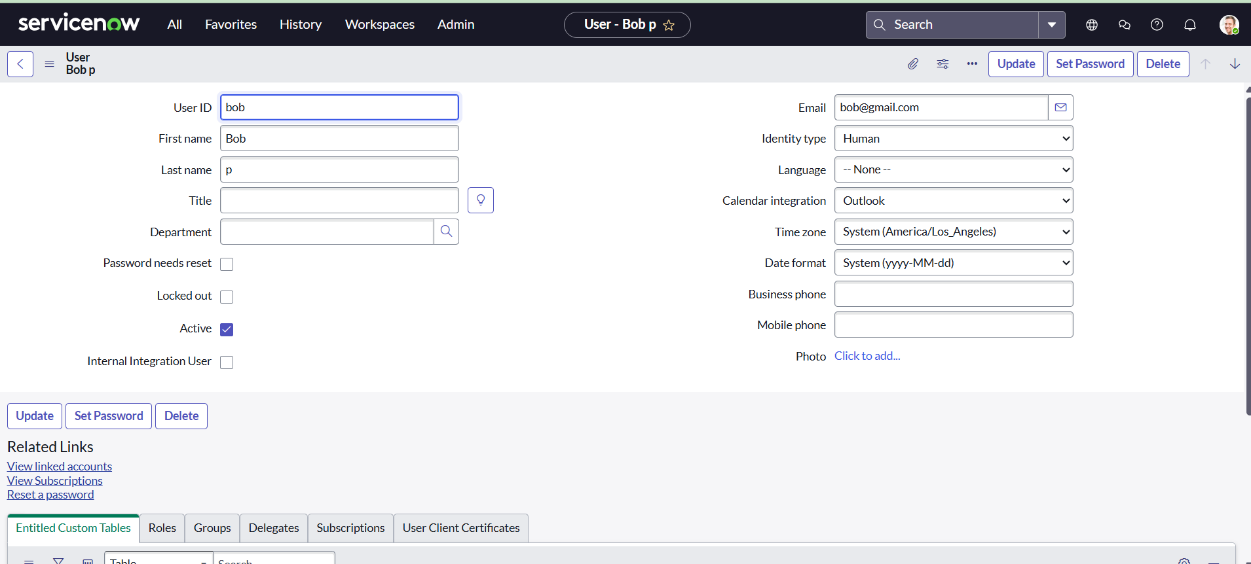 servicenow All Favorites History Workspaces Admin User - Bob p Search
User
Bob p
Update Set Password Delete
User ID bob
First name Bob
Last name p
Title
Department
Password needs reset
Locked out
Active
Internal Integration User
Email bob@gmail.com
Identity type Human
Language -- None --
Calendar integration Outlook
Time zone System (America/Los_Angeles)
Date format System (yyyy-MM-dd)
Business phone
Mobile phone
Photo Click to add...
Update Set Password Delete
Related Links
View linked accounts
View Subscriptions
Reset a password
Entitled Custom Tables Roles Groups Delegates Subscriptions User Client Certificates
Table Search